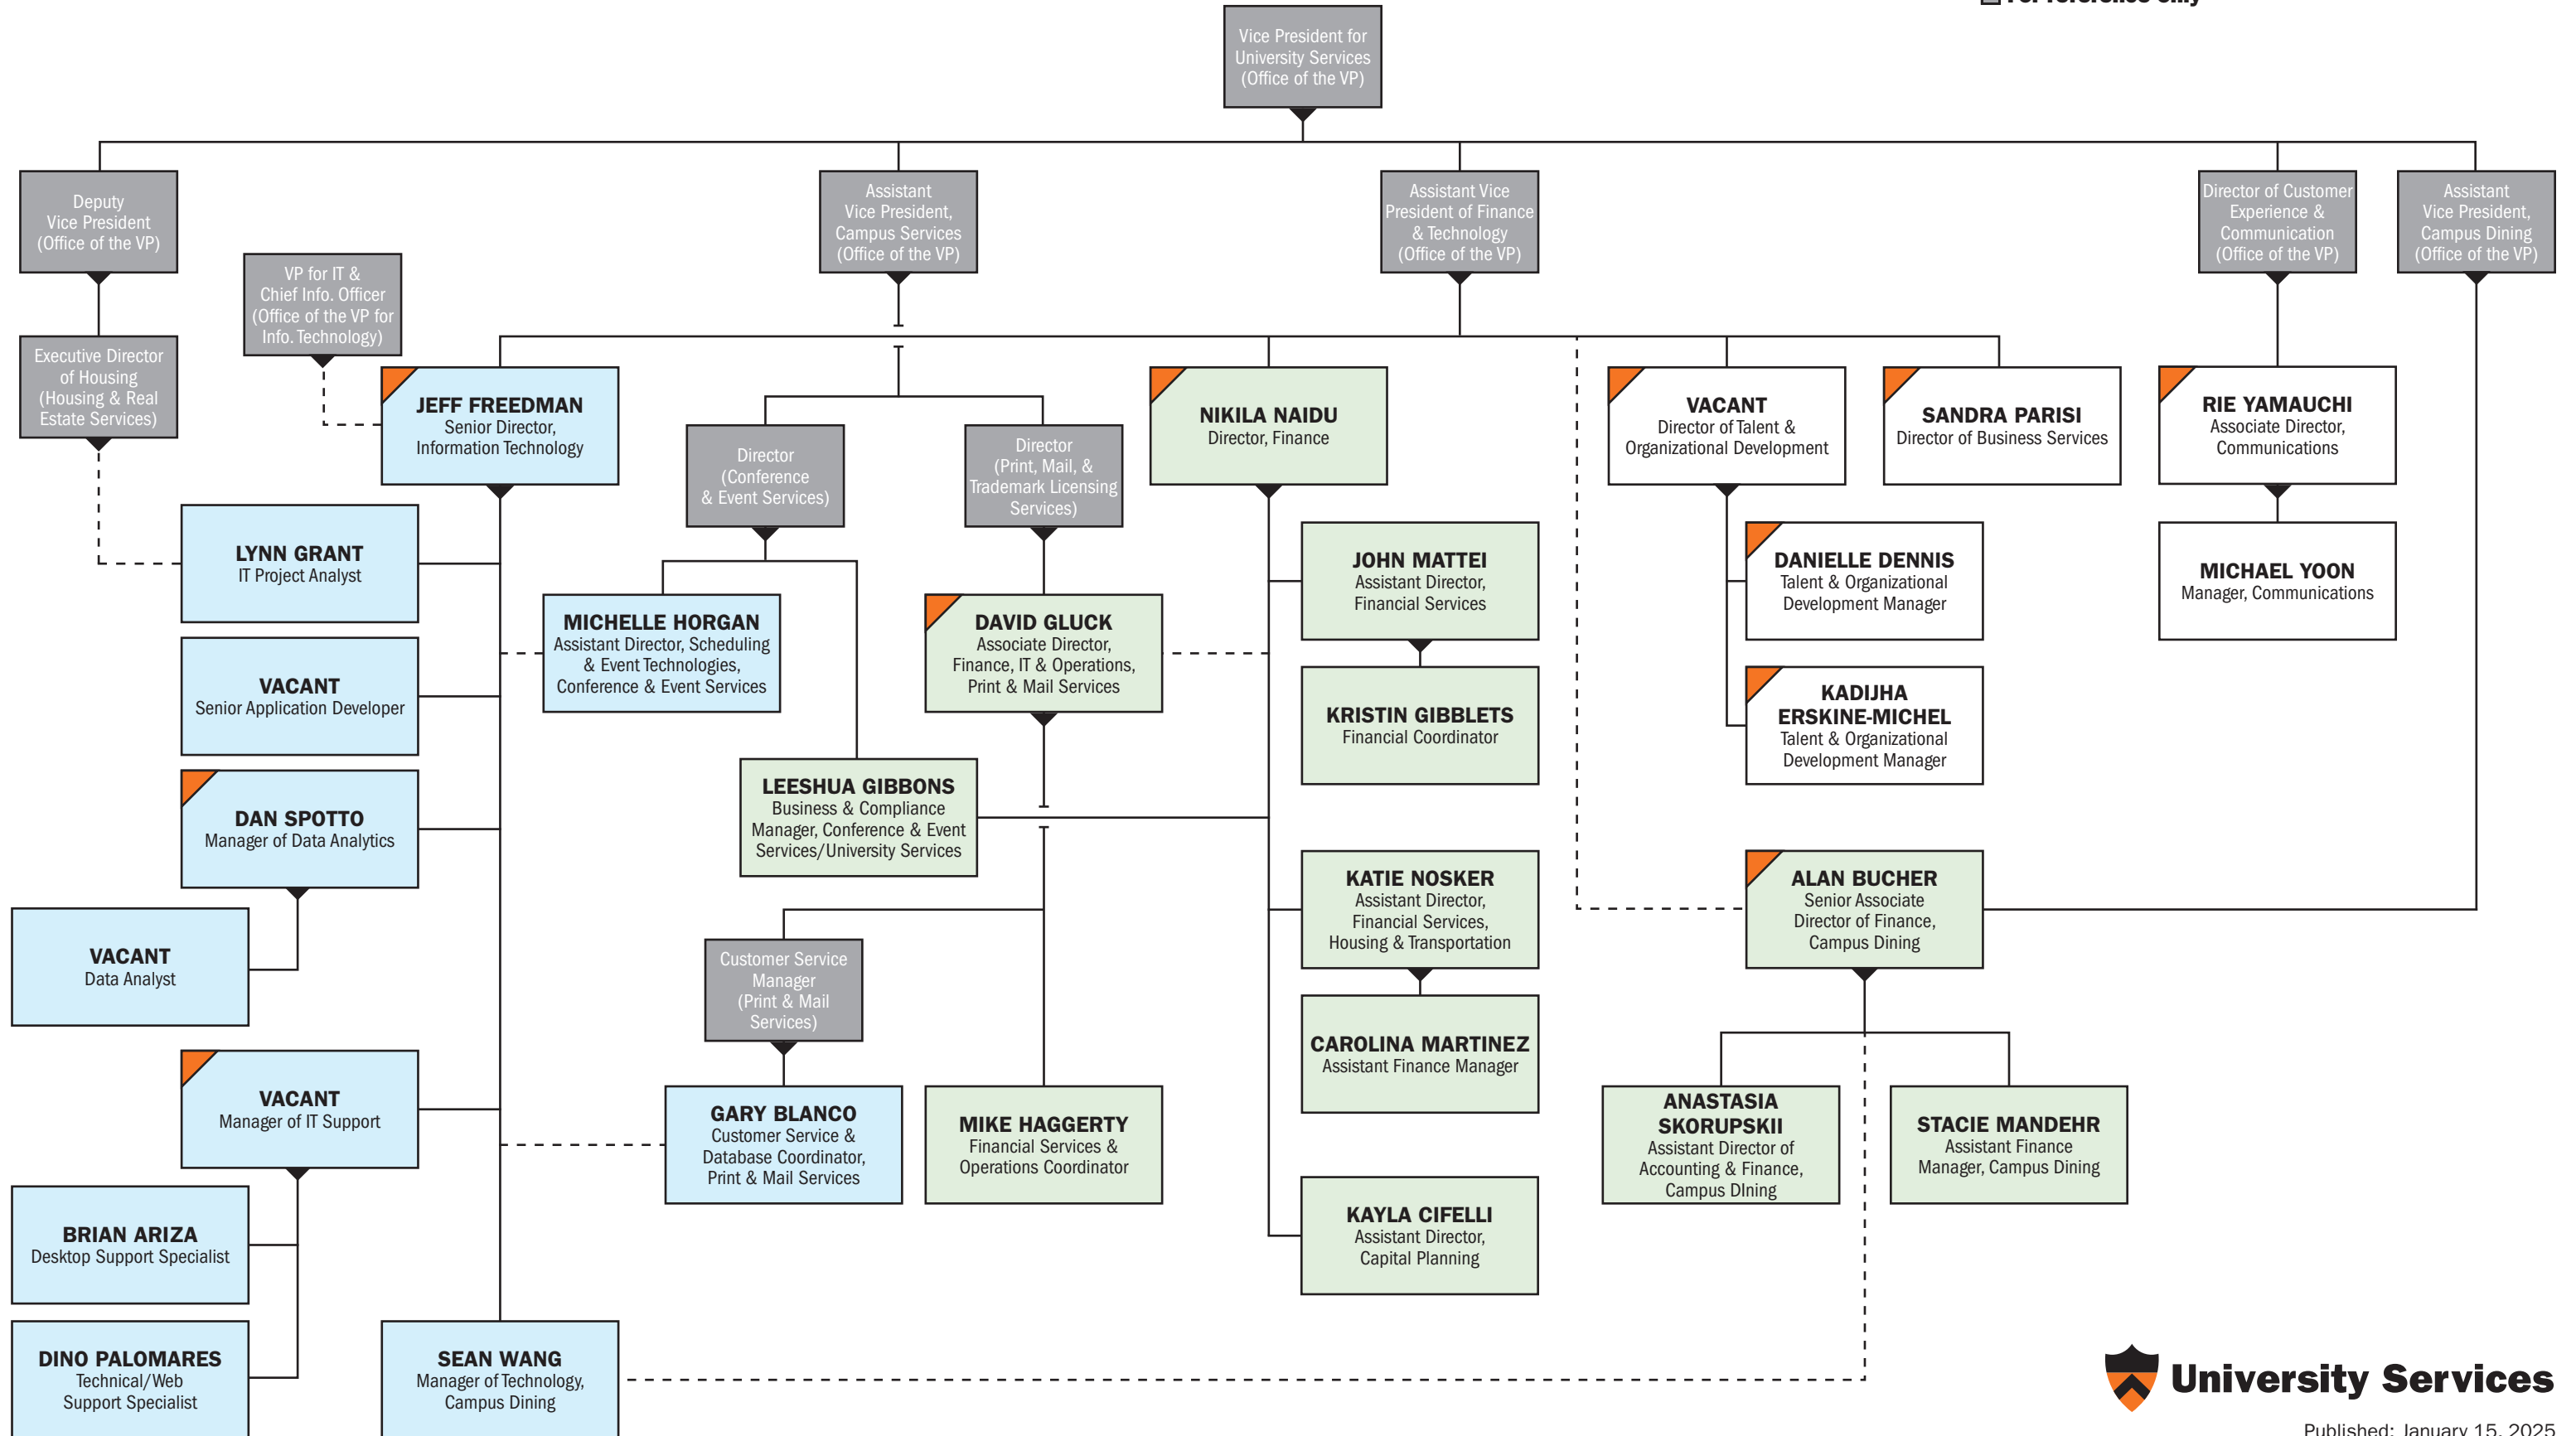 For reference only
Vice President for
University Services
(Office of the VP)
Deputy
Vice President
(Office of the VP)
Assistant
Vice President,
Campus Services
(Office of the VP)
Assistant Vice
President of Finance
& Technology
(Office of the VP)
Director of Customer
Experience &
Communication
(Office of the VP)
Assistant
Vice President,
Campus Dining
(Office of the VP)
VP for IT &
Chief Info. Officer
(Office of the VP for
Info. Technology)
Executive Director
of Housing
(Housing & Real
Estate Services)
JEFF FREEDMAN
Senior Director,
Information Technology
Director
(Conference
& Event Services)
Director
(Print, Mail, &
Trademark Licensing
Services)
NIKILA NAIDU
Director, Finance
VACANT
Director of Talent &
Organizational Development
SANDRA PARISI
Director of Business Services
RIE YAMAUCHI
Associate Director,
Communications
LYNN GRANT
IT Project Analyst
JOHN MATTEI
Assistant Director,
Financial Services
DANIELLE DENNIS
Talent & Organizational
Development Manager
MICHAEL YOON
Manager, Communications
MICHELLE HORGAN
Assistant Director, Scheduling
& Event Technologies,
Conference & Event Services
DAVID GLUCK
Associate Director,
Finance, IT & Operations,
Print & Mail Services
VACANT
Senior Application Developer
KRISTIN GIBBLETS
Financial Coordinator
KADIJHA
ERSKINE-MICHEL
Talent & Organizational
Development Manager
DAN SPOTTO
Manager of Data Analytics
LEESHUA GIBBONS
Business & Compliance
Manager, Conference & Event
Services/University Services
KATIE NOSKER
Assistant Director,
Financial Services,
Housing & Transportation
ALAN BUCHER
Senior Associate
Director of Finance,
Campus Dining
VACANT
Data Analyst
Customer Service
Manager
(Print & Mail
Services)
CAROLINA MARTINEZ
Assistant Finance Manager
VACANT
Manager of IT Support
GARY BLANCO
Customer Service &
Database Coordinator,
Print & Mail Services
MIKE HAGGERTY
Financial Services &
Operations Coordinator
ANASTASIA
SKORUPSKII
Assistant Director of
Accounting & Finance,
Campus DIning
STACIE MANDEHR
Assistant Finance
Manager, Campus Dining
BRIAN ARIZA
Desktop Support Specialist
KAYLA CIFELLI
Assistant Director,
Capital Planning
DINO PALOMARES
Technical/Web
Support Specialist
SEAN WANG
Manager of Technology,
Campus Dining
University Services
Published: January 15, 2025